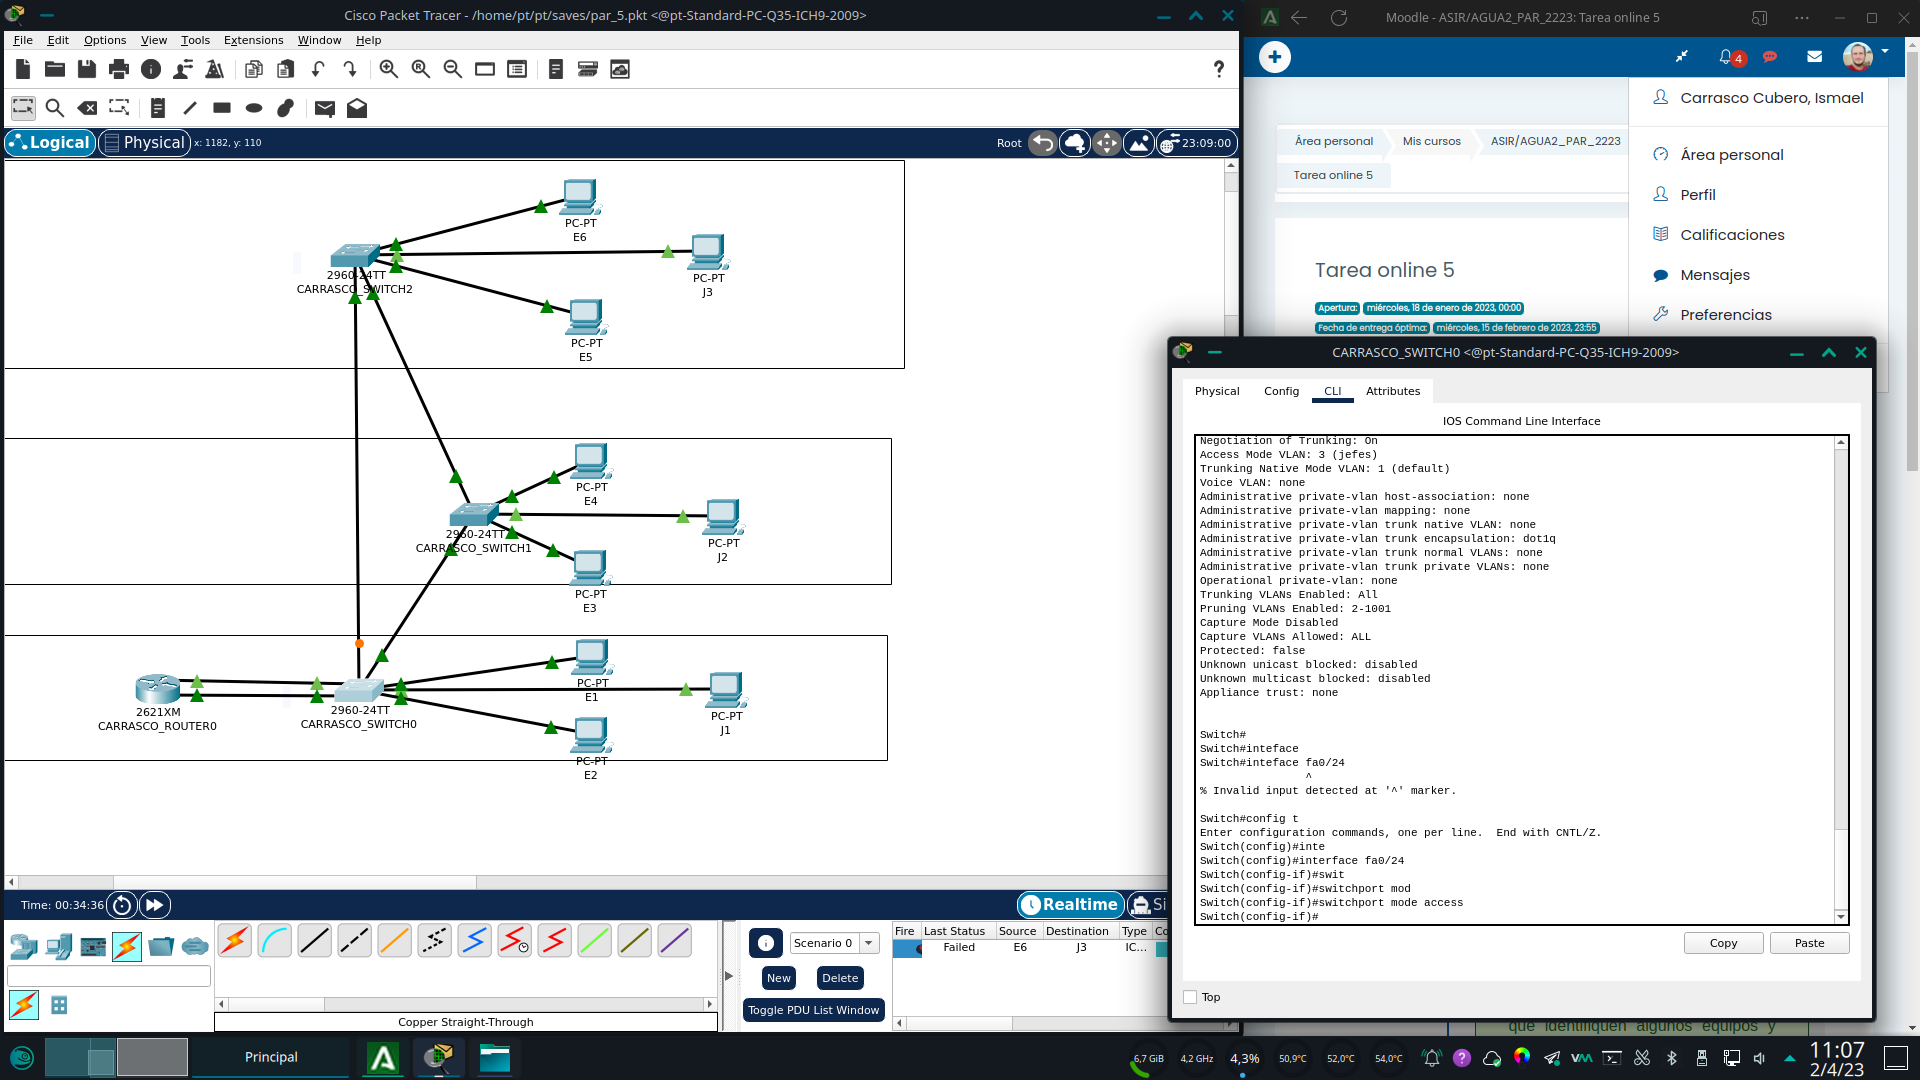 Cisco Packet Tracer - /home/pt/pt/saves/par_5.pkt <@pt-Standard-PC-Q35-ICH9-2009>
File Edit Options View Tools Extensions Window Help
?
Logical Physical x: 1182, y: 110
Root 23:09:00
PC-PT
E6
2960-24TT
CARRASCO_SWITCH2
PC-PT
J3
PC-PT
E5
PC-PT
E4
2960-24TT
CARRASCO_SWITCH1
PC-PT
J2
PC-PT
E3
PC-PT
E1
2621XM
CARRASCO_ROUTER0
2960-24TT
CARRASCO_SWITCH0
PC-PT
J1
PC-PT
E2
Time: 00:34:36
Realtime Si
Copper Straight-Through
Scenario 0
New Delete
Toggle PDU List Window
Fire Last Status Source Destination Type Co
Failed E6 J3 IC...
Moodle - ASIR/AGUA2_PAR_2223: Tarea online 5
4
Carrasco Cubero, Ismael
Área personal
Perfil
Calificaciones
Mensajes
Preferencias
Área personal Mis cursos ASIR/AGUA2_PAR_2223
Tarea online 5
Tarea online 5
Apertura: miércoles, 18 de enero de 2023, 00:00
Fecha de entrega óptima: miércoles, 15 de febrero de 2023, 23:55
CARRASCO_SWITCH0 <@pt-Standard-PC-Q35-ICH9-2009>
Physical Config CLI Attributes
IOS Command Line Interface
Negotiation of Trunking: On
Access Mode VLAN: 3 (jefes)
Trunking Native Mode VLAN: 1 (default)
Voice VLAN: none
Administrative private-vlan host-association: none
Administrative private-vlan mapping: none
Administrative private-vlan trunk native VLAN: none
Administrative private-vlan trunk encapsulation: dot1q
Administrative private-vlan trunk normal VLANs: none
Administrative private-vlan trunk private VLANs: none
Operational private-vlan: none
Trunking VLANs Enabled: All
Pruning VLANs Enabled: 2-1001
Capture Mode Disabled
Capture VLANs Allowed: ALL
Protected: false
Unknown unicast blocked: disabled
Unknown multicast blocked: disabled
Appliance trust: none
Switch#
Switch#inteface
Switch#inteface fa0/24
^
% Invalid input detected at '^' marker.
Switch#config t
Enter configuration commands, one per line. End with CNTL/Z.
Switch(config)#inte
Switch(config)#interface fa0/24
Switch(config-if)#swit
Switch(config-if)#switchport mod
Switch(config-if)#switchport mode access
Switch(config-if)#
Copy Paste
Top
que identifiquen algunos equipos y
Principal
6,7 GiB 4,2 GHz 4,3% 50,9°C 52,0°C 54,0°C
11:07
2/4/23